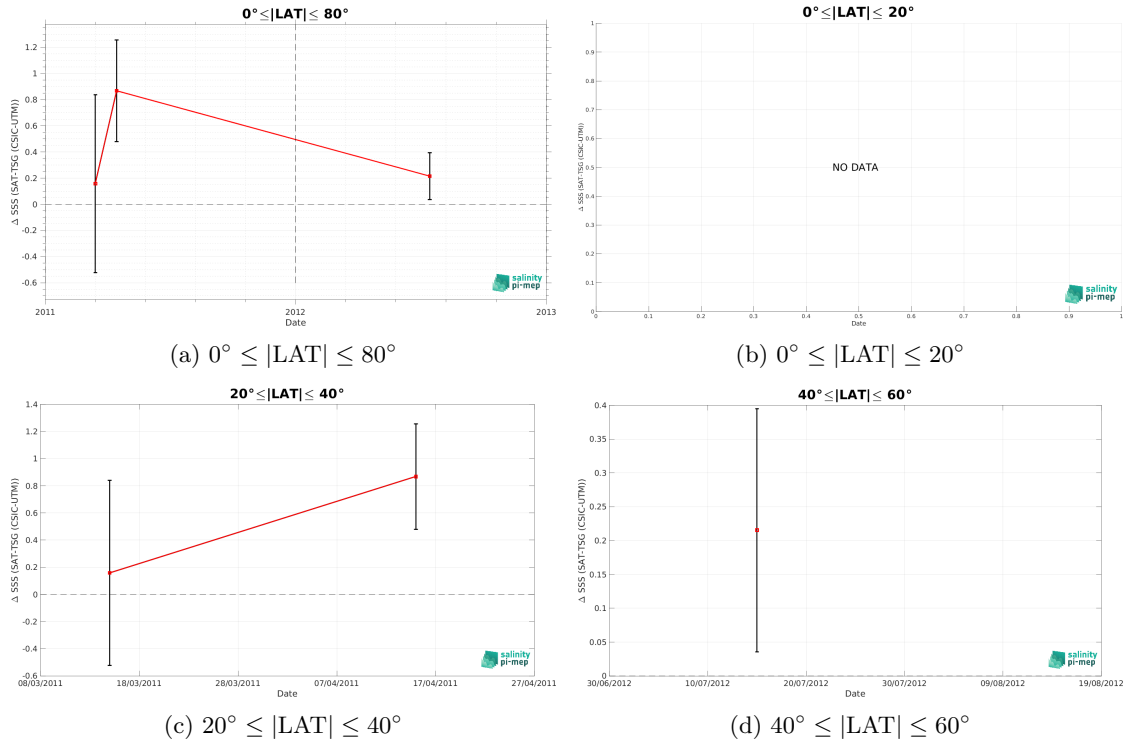 0°≤|LAT|≤ 80°
Δ SSS (SAT-TSG (CSIC-UTM))
1.2
1
0.8
0.6
0.4
0.2
0
-0.2
-0.4
-0.6
2011
2012
2013
Date
salinity
pi-mep
(a) 0° ≤ |LAT| ≤ 80°
0°≤|LAT|≤ 20°
Δ SSS (SAT-TSG (CSIC-UTM))
1
0.9
0.8
0.7
0.6
0.5
0.4
0.3
0.2
0.1
0
NO DATA
0 0.1 0.2 0.3 0.4 0.5 0.6 0.7 0.8 0.9 1
Date
salinity
pi-mep
(b) 0° ≤ |LAT| ≤ 20°
20°≤|LAT|≤ 40°
Δ SSS (SAT-TSG (CSIC-UTM))
1.4
1.2
1
0.8
0.6
0.4
0.2
0
-0.2
-0.4
-0.6
08/03/2011 18/03/2011 28/03/2011 07/04/2011 17/04/2011 27/04/2011
Date
salinity
pi-mep
(c) 20° ≤ |LAT| ≤ 40°
40°≤|LAT|≤ 60°
Δ SSS (SAT-TSG (CSIC-UTM))
0.4
0.35
0.3
0.25
0.2
0.15
0.1
0.05
0
30/06/2012 10/07/2012 20/07/2012 30/07/2012 09/08/2012 19/08/2012
Date
salinity
pi-mep
(d) 40° ≤ |LAT| ≤ 60°